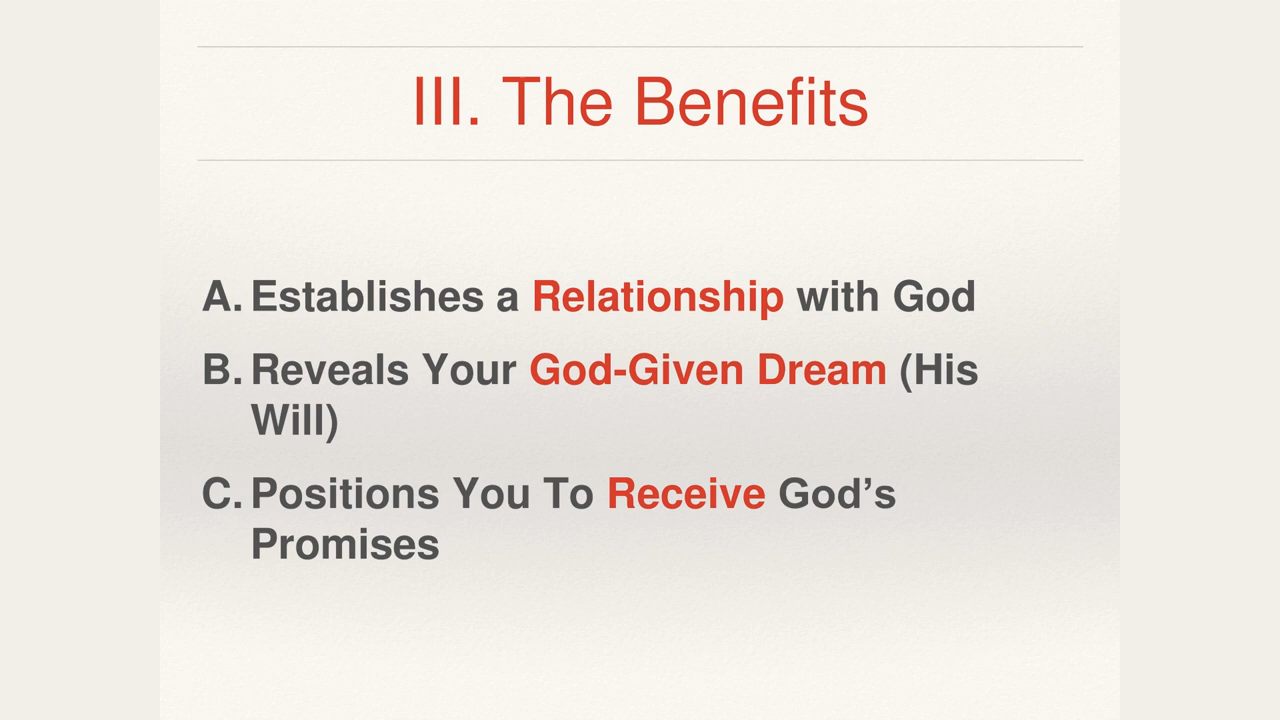 III. The Benefits
A. Establishes a Relationship with God
B. Reveals Your God-Given Dream (His
Will)
C. Positions You To Receive God’s
Promises